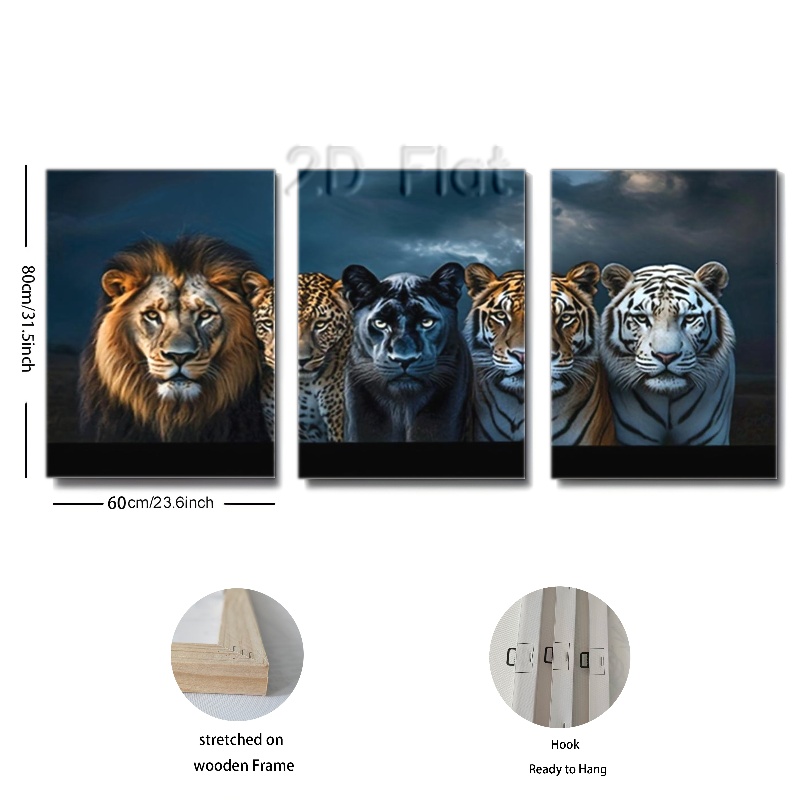 2D Flat
80cm/31.5inch
60cm/23.6inch
stretched on
wooden Frame
Hook
Ready to Hang